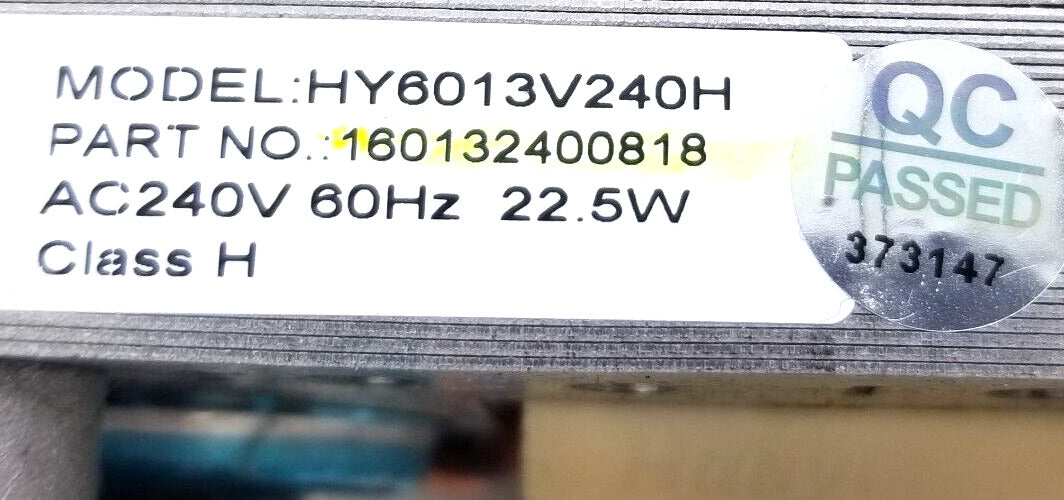 MODEL:HY6013V240H
PART NO.:160132400818
AC240V 60Hz 22.5W
Class H
QC
PASSED
373147